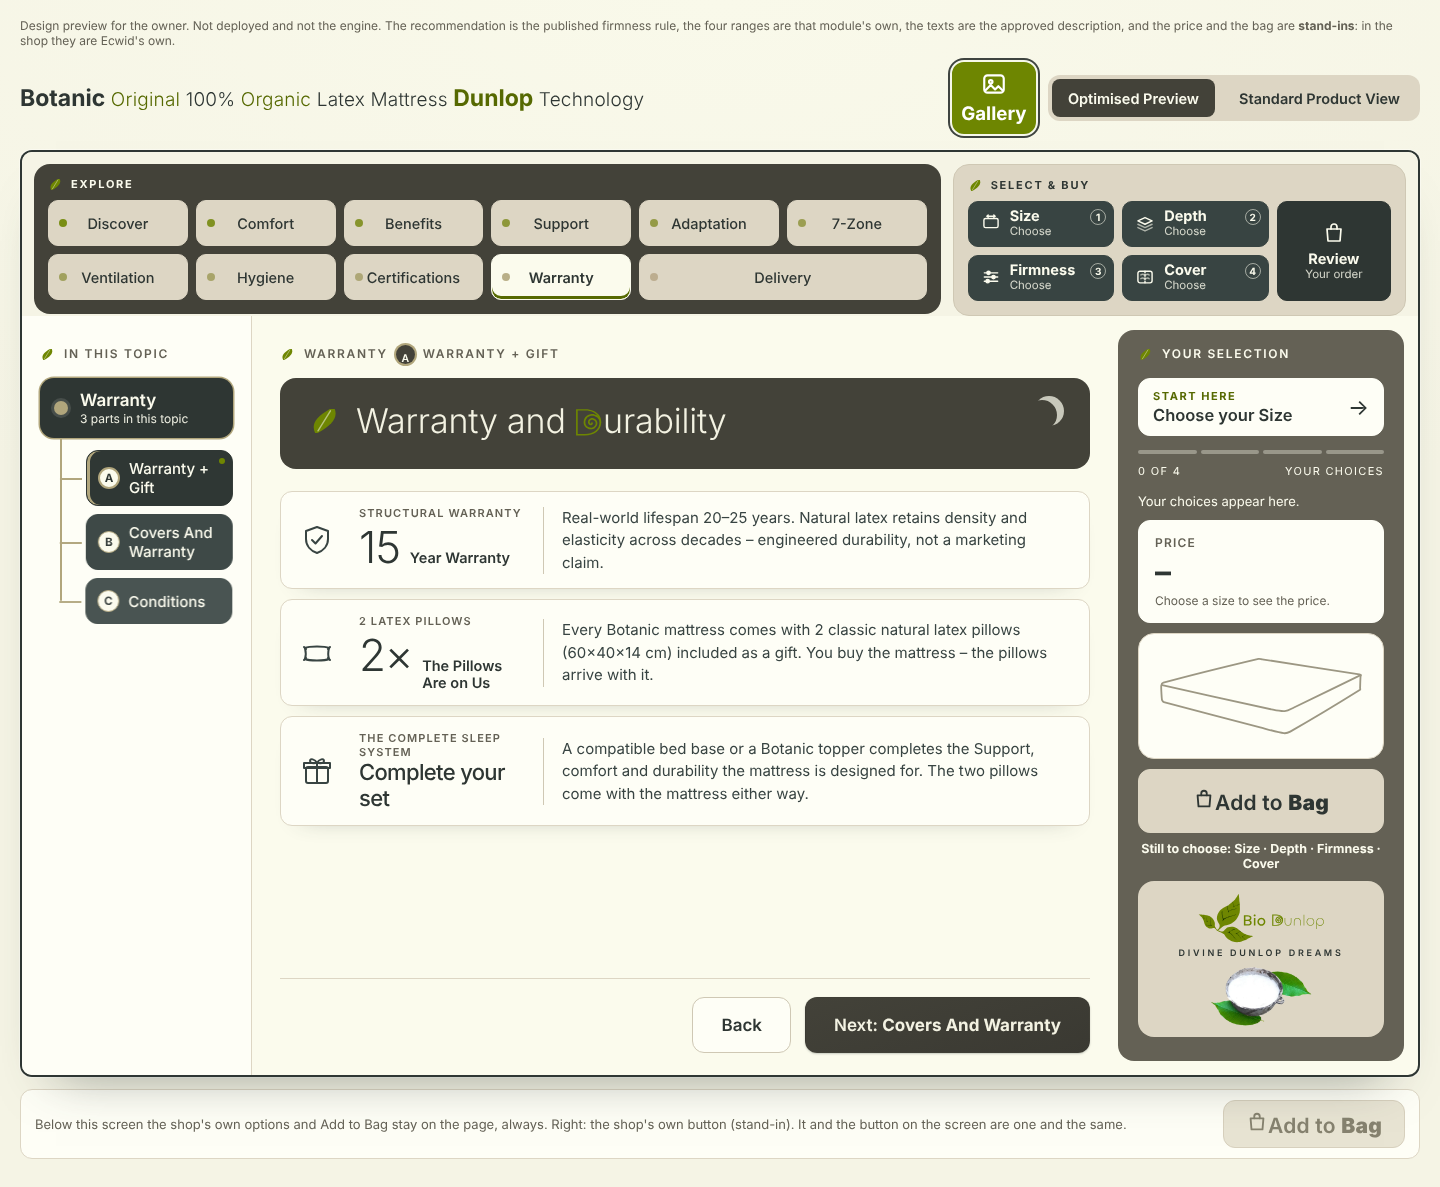 Design preview for the owner. Not deployed and not the engine. The recommendation is the published firmness rule, the four ranges are that module's own, the texts are the approved description, and the price and the bag are stand-ins: in the
shop they are Ecwid's own.
Botanic Original 100% Organic Latex Mattress Dunlop Technology
Gallery
Optimised Preview
Standard Product View
EXPLORE
Discover
Comfort
Benefits
Support
Adaptation
7-Zone
Ventilation
Hygiene
Certifications
Warranty
Delivery
SELECT & BUY
Size
Choose
1
Depth
Choose
2
Firmness
Choose
3
Cover
Choose
4
Review
Your order
IN THIS TOPIC
Warranty
3 parts in this topic
A
Warranty +
Gift
B
Covers And
Warranty
C
Conditions
WARRANTY A WARRANTY + GIFT
Warranty and Durability
STRUCTURAL WARRANTY
15 Year Warranty
Real-world lifespan 20–25 years. Natural latex retains density and
elasticity across decades – engineered durability, not a marketing
claim.
2 LATEX PILLOWS
2× The Pillows
Are on Us
Every Botanic mattress comes with 2 classic natural latex pillows
(60×40×14 cm) included as a gift. You buy the mattress – the pillows
arrive with it.
THE COMPLETE SLEEP
SYSTEM
Complete your
set
A compatible bed base or a Botanic topper completes the Support,
comfort and durability the mattress is designed for. The two pillows
come with the mattress either way.
Back
Next: Covers And Warranty
YOUR SELECTION
START HERE
Choose your Size
0 OF 4
YOUR CHOICES
Your choices appear here.
PRICE
–
Choose a size to see the price.
Add to Bag
Still to choose: Size · Depth · Firmness ·
Cover
Bio Dunlop
DIVINE DUNLOP DREAMS
Below this screen the shop's own options and Add to Bag stay on the page, always. Right: the shop's own button (stand-in). It and the button on the screen are one and the same.
Add to Bag